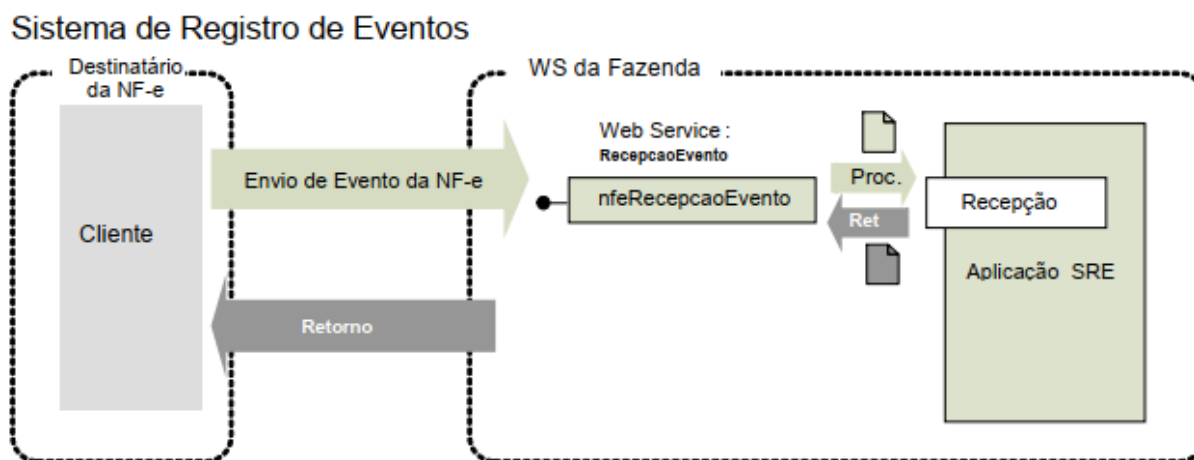 Sistema de Registro de Eventos
Destinatário
da NF-e
Cliente
Envio de Evento da NF-e
Retorno
WS da Fazenda
Web Service :
RecepcaoEvento
nfeRecepcaoEvento
Proc.
Ret
Recepção
Aplicação SRE